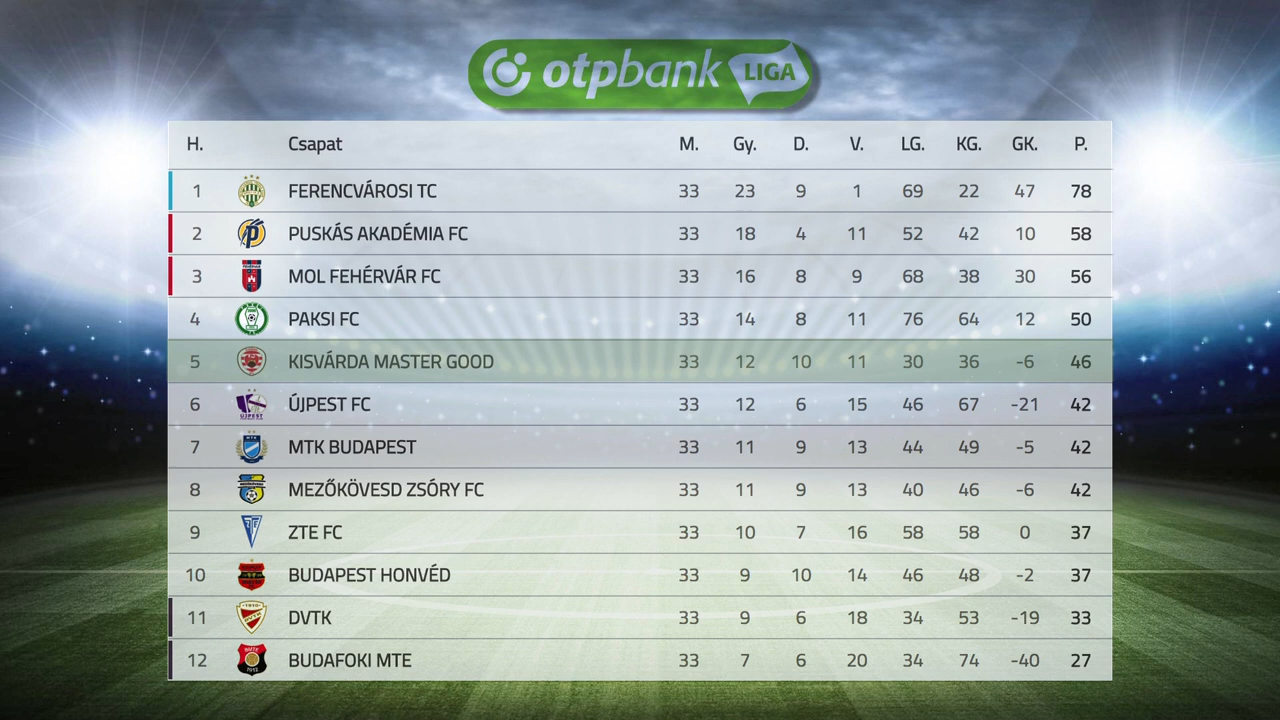 otpbank LIGA
H. Csapat M. Gy. D. V. LG. KG. GK. P.
1 FERENCVÁROSI TC 33 23 9 1 69 22 47 78
2 PUSKÁS AKADÉMIA FC 33 18 4 11 52 42 10 58
3 MOL FEHÉRVÁR FC 33 16 8 9 68 38 30 56
4 PAKSI FC 33 14 8 11 76 64 12 50
5 KISVÁRDA MASTER GOOD 33 12 10 11 30 36 -6 46
6 ÚJPEST FC 33 12 6 15 46 67 -21 42
7 MTK BUDAPEST 33 11 9 13 44 49 -5 42
8 MEZŐKÖVESD ZSÓRY FC 33 11 9 13 40 46 -6 42
9 ZTE FC 33 10 7 16 58 58 0 37
10 BUDAPEST HONVÉD 33 9 10 14 46 48 -2 37
11 DVTK 33 9 6 18 34 53 -19 33
12 BUDAFOKI MTE 33 7 6 20 34 74 -40 27